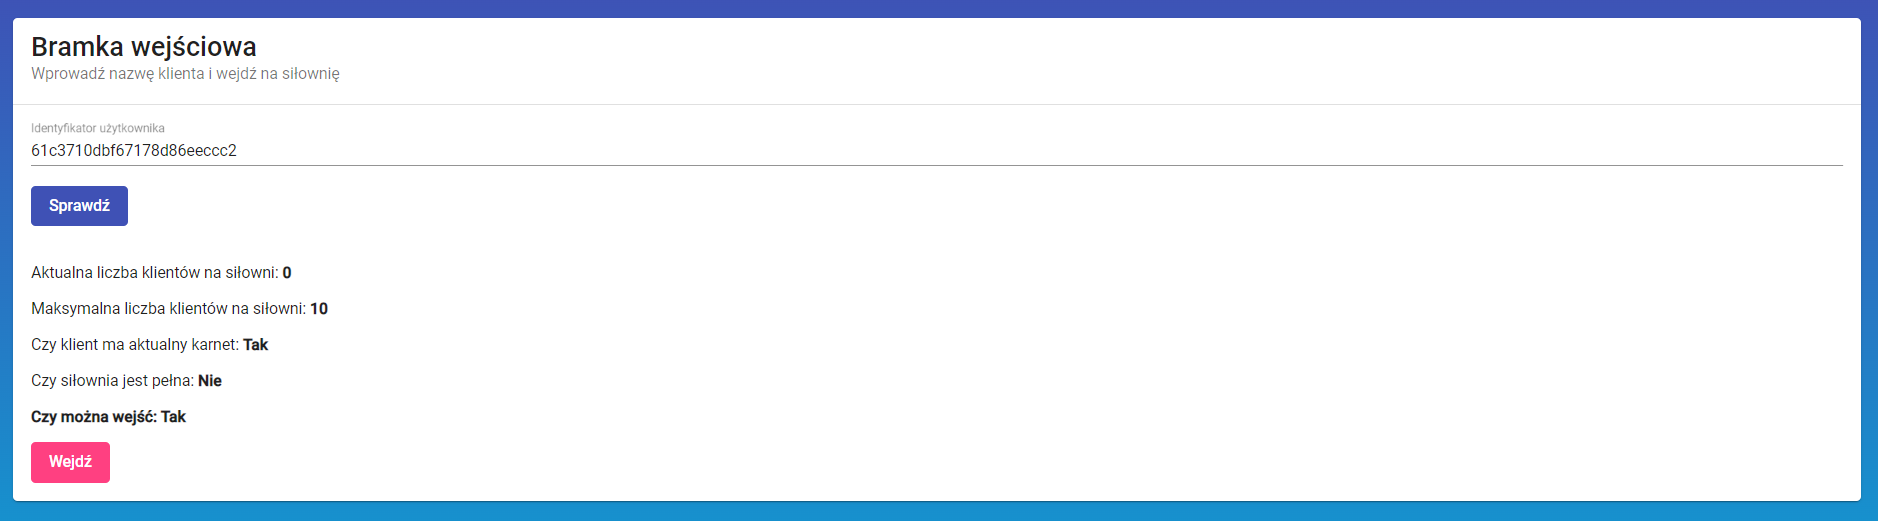 Bramka wejściowa
Wprowadź nazwę klienta i wejdź na siłownię
Identyfikator użytkownika
61c3710dbf67178d86eeccc2
Sprawdź
Aktualna liczba klientów na siłowni: 0
Maksymalna liczba klientów na siłowni: 10
Czy klient ma aktualny karnet: Tak
Czy siłownia jest pełna: Nie
Czy można wejść: Tak
Wejdź